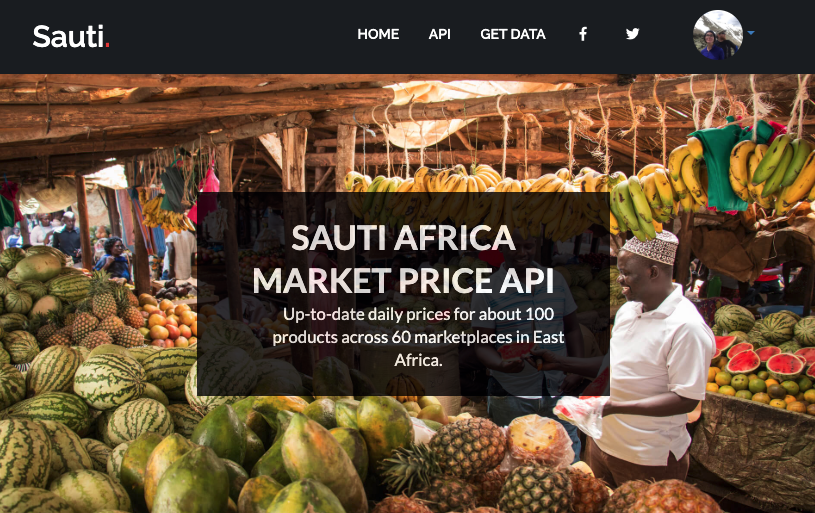 Sauti.
HOME API GET DATA
SAUTI AFRICA
MARKET PRICE API
Up-to-date daily prices for about 100
products across 60 marketplaces in East
Africa.